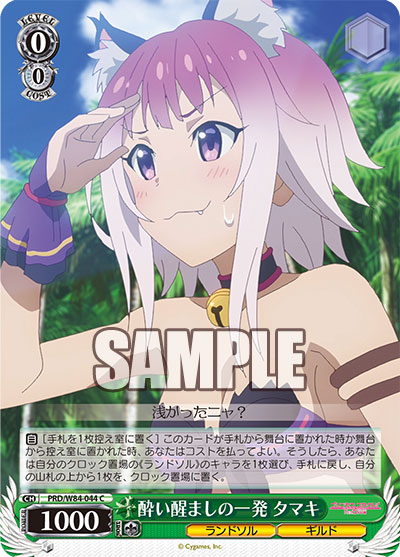 LEVEL
0
0
COST
SAMPLE
浅かったニャ？
自［手札を1枚控え室に置く］このカードが手札から舞台に置かれた時か舞台
から控え室に置かれた時、あなたはコストを払ってよい。そうしたら、あなた
は自分のクロック置場の《ランドソル》のキャラを1枚選び、手札に戻し、自分
の山札の上から1枚を、クロック置場に置く。
CH
PRD/W84-044 C
1000
酔い醒ましの一発 タマキ
ランドソル
ギルド
© Cygames, Inc.